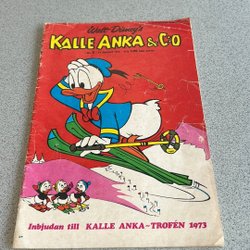 Walt Disney's
KALLE ANKA & C:O
Inbjudan till KALLE ANKA-TROFÉN 1973